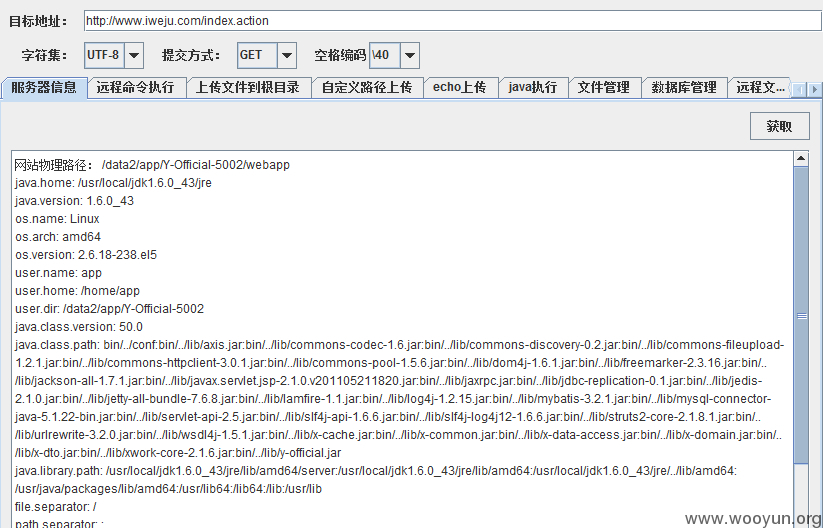 目标地址： http://www.iweju.com/index.action
字符集： UTF-8 提交方式： GET 空格编码 \40
服务器信息 远程命令执行 上传文件到根目录 自定义路径上传 echo上传 java执行 文件管理 数据库管理 远程文...
获取
网站物理路径： /data2/app/Y-Official-5002/webapp
java.home: /usr/local/jdk1.6.0_43/jre
java.version: 1.6.0_43
os.name: Linux
os.arch: amd64
os.version: 2.6.18-238.el5
user.name: app
user.home: /home/app
user.dir: /data2/app/Y-Official-5002
java.class.version: 50.0
java.class.path: bin/../conf:bin/../lib/axis.jar:bin/../lib/commons-codec-1.6.jar:bin/../lib/commons-discovery-0.2.jar:bin/../lib/commons-fileupload-
1.2.1.jar:bin/../lib/commons-httpclient-3.0.1.jar:bin/../lib/commons-pool-1.5.6.jar:bin/../lib/dom4j-1.6.1.jar:bin/../lib/freemarker-2.3.16.jar:bin/..
/lib/jackson-all-1.7.1.jar:bin/../lib/javax.servlet.jsp-2.1.0.v201105211820.jar:bin/../lib/jaxrpc.jar:bin/../lib/jdbc-replication-0.1.jar:bin/../lib/jedis-
2.1.0.jar:bin/../lib/jetty-all-bundle-7.6.8.jar:bin/../lib/lamfire-1.1.jar:bin/../lib/log4j-1.2.15.jar:bin/../lib/mybatis-3.2.1.jar:bin/../lib/mysql-connector-
java-5.1.22-bin.jar:bin/../lib/servlet-api-2.5.jar:bin/../lib/slf4j-api-1.6.6.jar:bin/../lib/slf4j-log4j12-1.6.6.jar:bin/../lib/struts2-core-2.1.8.1.jar:bin/..
/lib/urlrewrite-3.2.0.jar:bin/../lib/wsdl4j-1.5.1.jar:bin/../lib/x-cache.jar:bin/../lib/x-common.jar:bin/../lib/x-data-access.jar:bin/../lib/x-domain.jar:bin/..
/lib/x-dto.jar:bin/../lib/xwork-core-2.1.6.jar:bin/../lib/y-official.jar
java.library.path: /usr/local/jdk1.6.0_43/jre/lib/amd64/server:/usr/local/jdk1.6.0_43/jre/lib/amd64:/usr/local/jdk1.6.0_43/jre/../lib/amd64:
/usr/java/packages/lib/amd64:/usr/lib64:/lib64:/lib:/usr/lib
file.separator: /
path.separator: :
www.wooyun.org